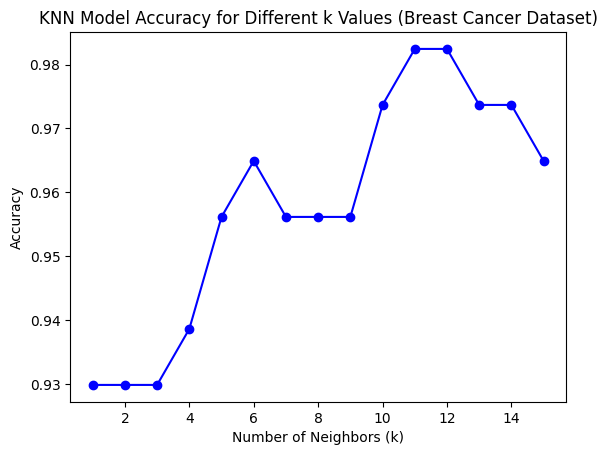 KNN Model Accuracy for Different k Values (Breast Cancer Dataset)
0.98
0.97
0.96
0.95
0.94
0.93
Accuracy
2 4 6 8 10 12 14
Number of Neighbors (k)